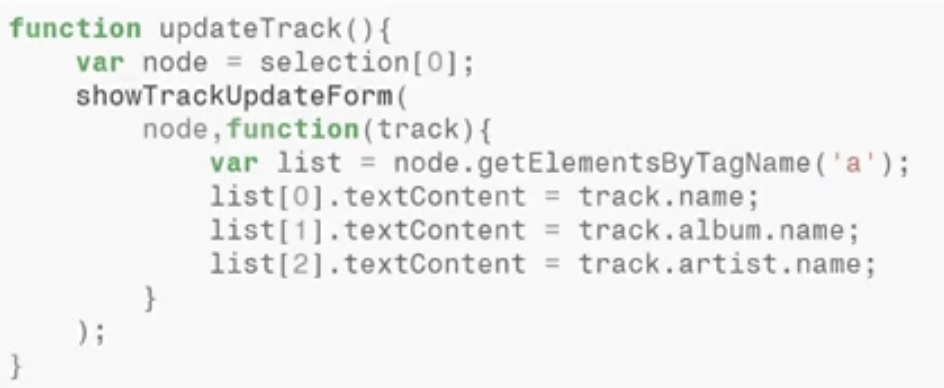 function updateTrack(){
    var node = selection[0];
    showTrackUpdateForm(
        node,function(track){
            var list = node.getElementsByTagName('a');
            list[0].textContent = track.name;
            list[1].textContent = track.album.name;
            list[2].textContent = track.artist.name;
        }
    );
}